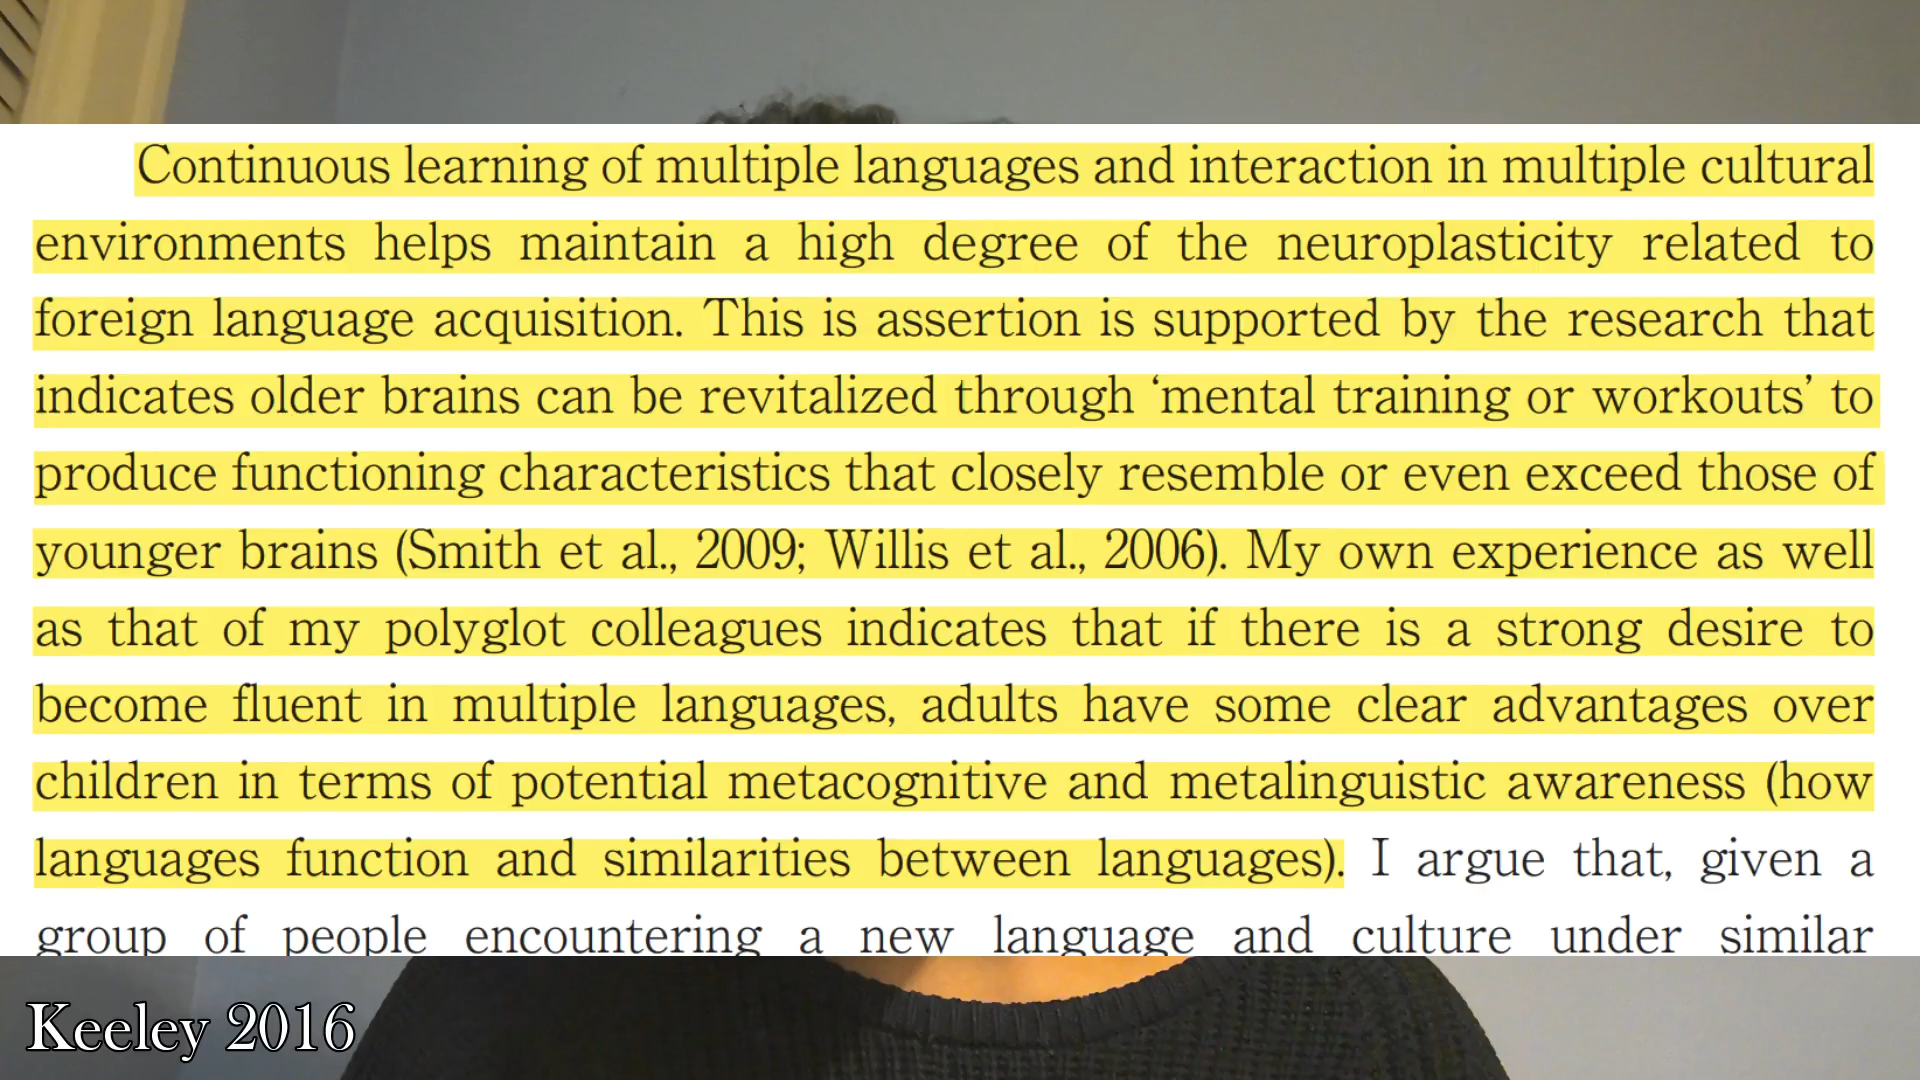 Continuous learning of multiple languages and interaction in multiple cultural
environments helps maintain a high degree of the neuroplasticity related to
foreign language acquisition. This is assertion is supported by the research that
indicates older brains can be revitalized through ‘mental training or workouts’ to
produce functioning characteristics that closely resemble or even exceed those of
younger brains (Smith et al., 2009; Willis et al., 2006). My own experience as well
as that of my polyglot colleagues indicates that if there is a strong desire to
become fluent in multiple languages, adults have some clear advantages over
children in terms of potential metacognitive and metalinguistic awareness (how
languages function and similarities between languages). I argue that, given a
group of people encountering a new language and culture under similar
Keeley 2016